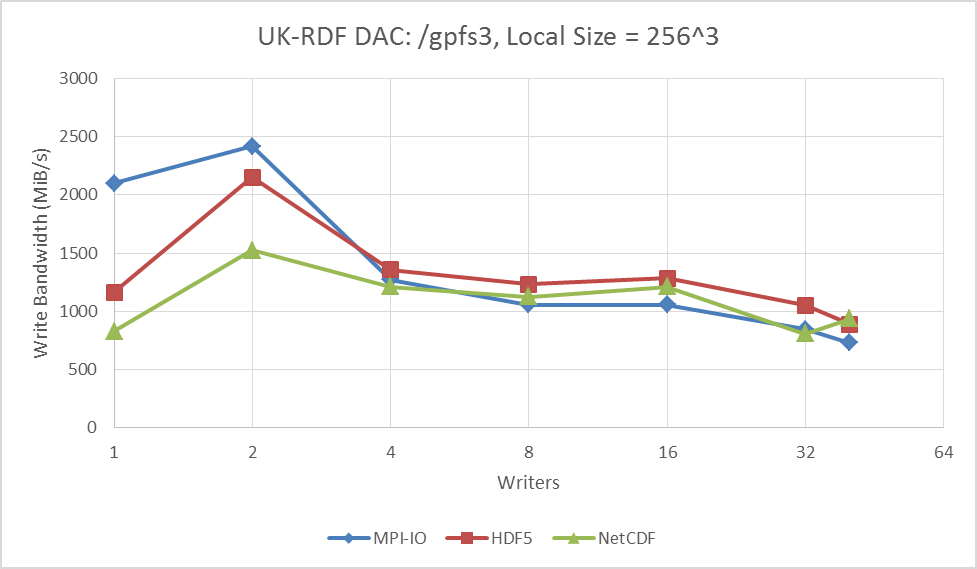 UK-RDF DAC: /gpfs3, Local Size = 256^3
Write Bandwidth (MiB/s)
3000
2500
2000
1500
1000
500
0
1 2 4 8 16 32 64
Writers
MPI-IO HDF5 NetCDF